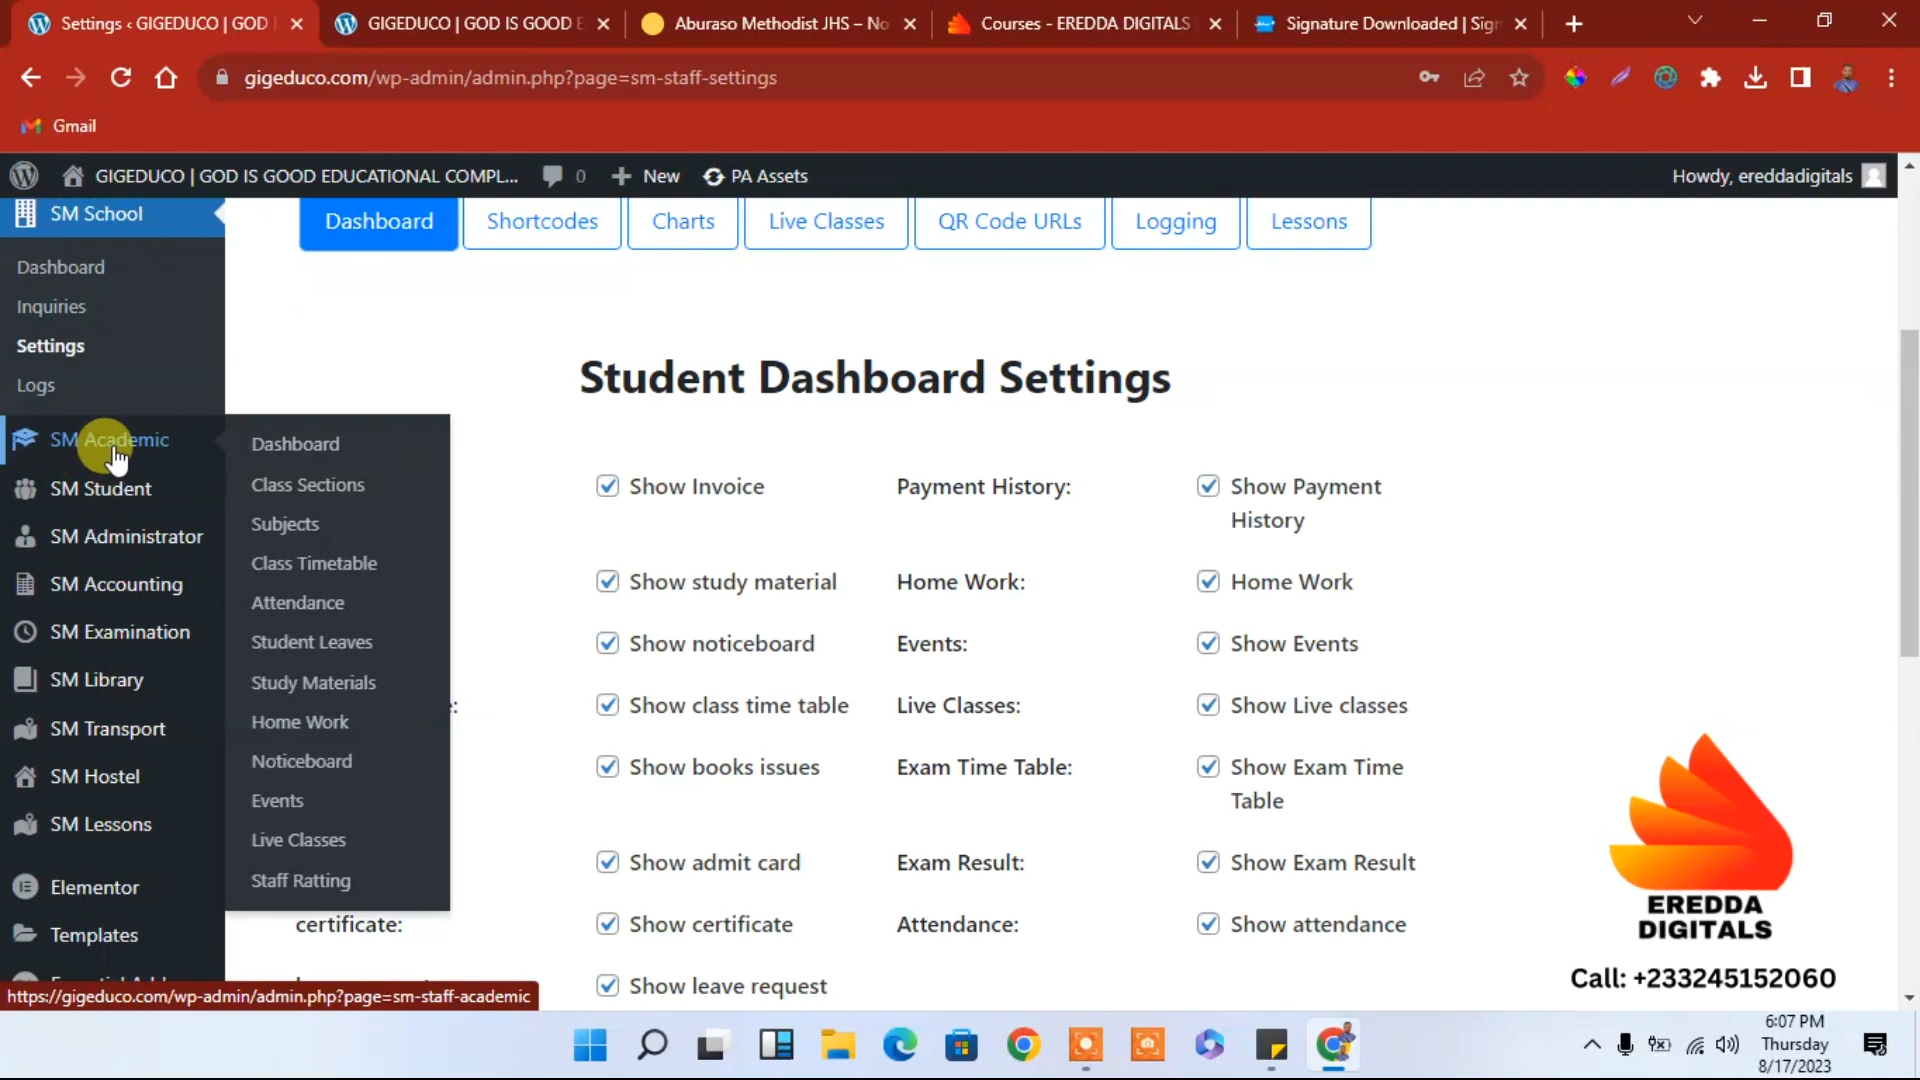 Settings ‹ GIGEDUCO | GOD
GIGEDUCO | GOD IS GOOD E
Aburaso Methodist JHS – No
Courses - EREDDA DIGITALS
Signature Downloaded | Sig
gigeduco.com/wp-admin/admin.php?page=sm-staff-settings
Gmail
GIGEDUCO | GOD IS GOOD EDUCATIONAL COMPL...
0
New
PA Assets
Howdy, ereddadigitals
SM School
Dashboard
Shortcodes
Charts
Live Classes
QR Code URLs
Logging
Lessons
Dashboard
Inquiries
Settings
Logs
SM Academic
SM Student
SM Administrator
SM Accounting
SM Examination
SM Library
SM Transport
SM Hostel
SM Lessons
Elementor
Templates
Dashboard
Class Sections
Subjects
Class Timetable
Attendance
Student Leaves
Study Materials
Home Work
Noticeboard
Events
Live Classes
Staff Ratting
certificate:
Student Dashboard Settings
Show Invoice
Payment History:
Show Payment
History
Show study material
Home Work:
Home Work
Show noticeboard
Events:
Show Events
Show class time table
Live Classes:
Show Live classes
Show books issues
Exam Time Table:
Show Exam Time
Table
Show admit card
Exam Result:
Show Exam Result
Show certificate
Attendance:
Show attendance
Show leave request
EREDDA
DIGITALS
Call: +233245152060
https://gigeduco.com/wp-admin/admin.php?page=sm-staff-academic
6:07 PM
Thursday
8/17/2023